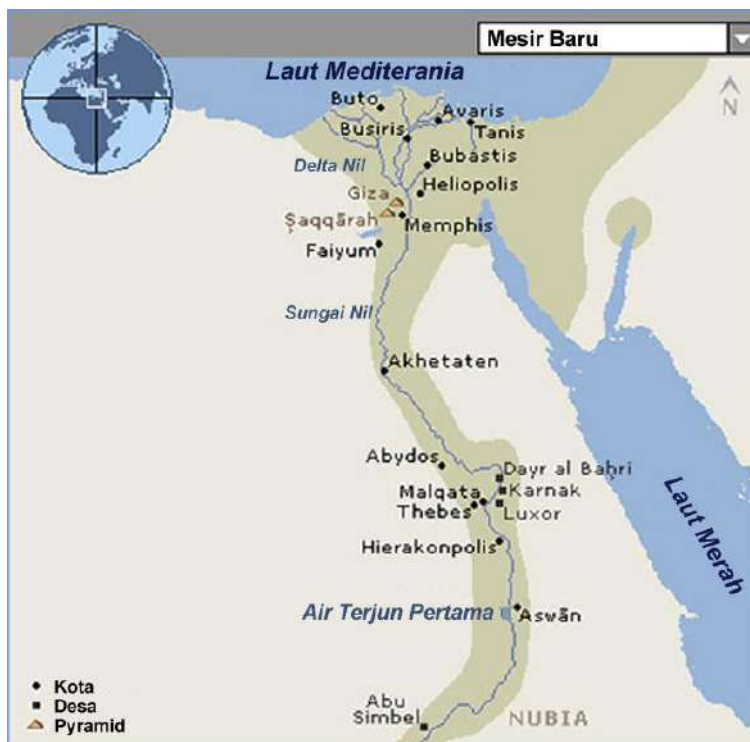 Mesir Baru
Laut Mediterania
N
Buto
Avaris
Busiris
Tanis
Bubastis
Delta Nil
Heliopolis
Giza
Ṣaqqārah
Memphis
Faiyum
Sungai Nil
Akhetaten
Abydos
Dayr al Baḥri
Malqata
Karnak
Thebes
Luxor
Laut Merah
Hierakonpolis
Air Terjun Pertama
Aswān
Kota
Desa
Pyramid
Abu
Simbel
NUBIA